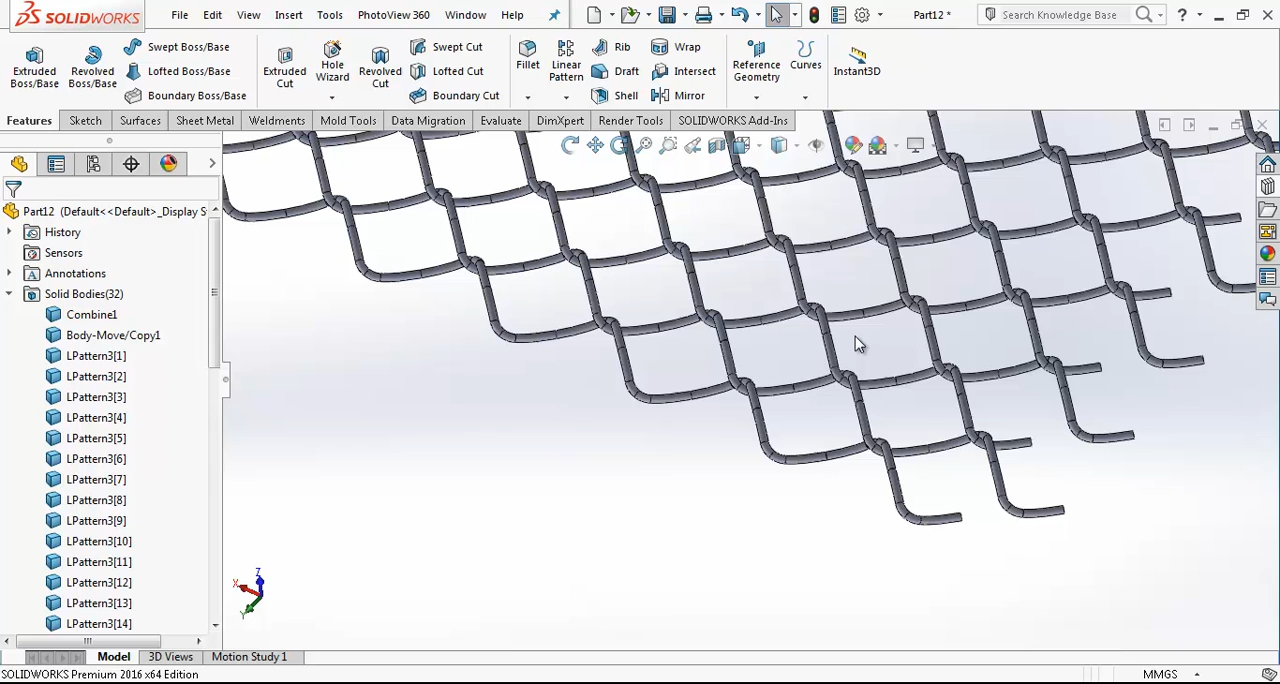 SOLIDWORKS File Edit View Insert Tools PhotoView 360 Window Help Part12 * Search Knowledge Base ?
Extruded Boss/Base
Revolved Boss/Base
Swept Boss/Base
Lofted Boss/Base
Boundary Boss/Base
Extruded Cut
Hole Wizard
Revolved Cut
Swept Cut
Lofted Cut
Boundary Cut
Fillet
Linear Pattern
Rib
Draft
Shell
Wrap
Intersect
Mirror
Reference Geometry
Curves
Instant3D
Features Sketch Surfaces Sheet Metal Weldments Mold Tools Data Migration Evaluate DimXpert Render Tools SOLIDWORKS Add-Ins
Part12 (Default<<Default>_Display S
History
Sensors
Annotations
Solid Bodies(32)
Combine1
Body-Move/Copy1
LPattern3[1]
LPattern3[2]
LPattern3[3]
LPattern3[4]
LPattern3[5]
LPattern3[6]
LPattern3[7]
LPattern3[8]
LPattern3[9]
LPattern3[10]
LPattern3[11]
LPattern3[12]
LPattern3[13]
LPattern3[14]
Z
X
Y
Model 3D Views Motion Study 1
SOLIDWORKS Premium 2016 x64 Edition MMGS